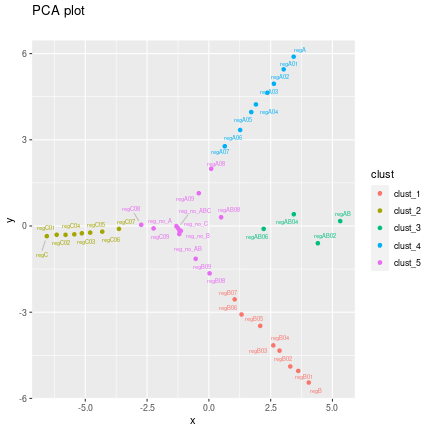 PCA plot
regA
regA01
regA02
regA03
regA04
regA05
regA06
regA07
regA08
regA09
regC08
reg_no_ABC
regAB08
regAB
reg_no_A
regAB04
regC07
reg_no_C
regC01
regC04
regC05
regC09
reg_no_B
regAB06
regAB02
regC02
regC03
regC06
reg_no_AB
regC
regB09
regB08
regB07
regB06
regB05
regB04
regB03
regB02
regB01
regB
6
3
0
-3
-6
y
-5.0
-2.5
0.0
2.5
5.0
x
clust
clust_1
clust_2
clust_3
clust_4
clust_5